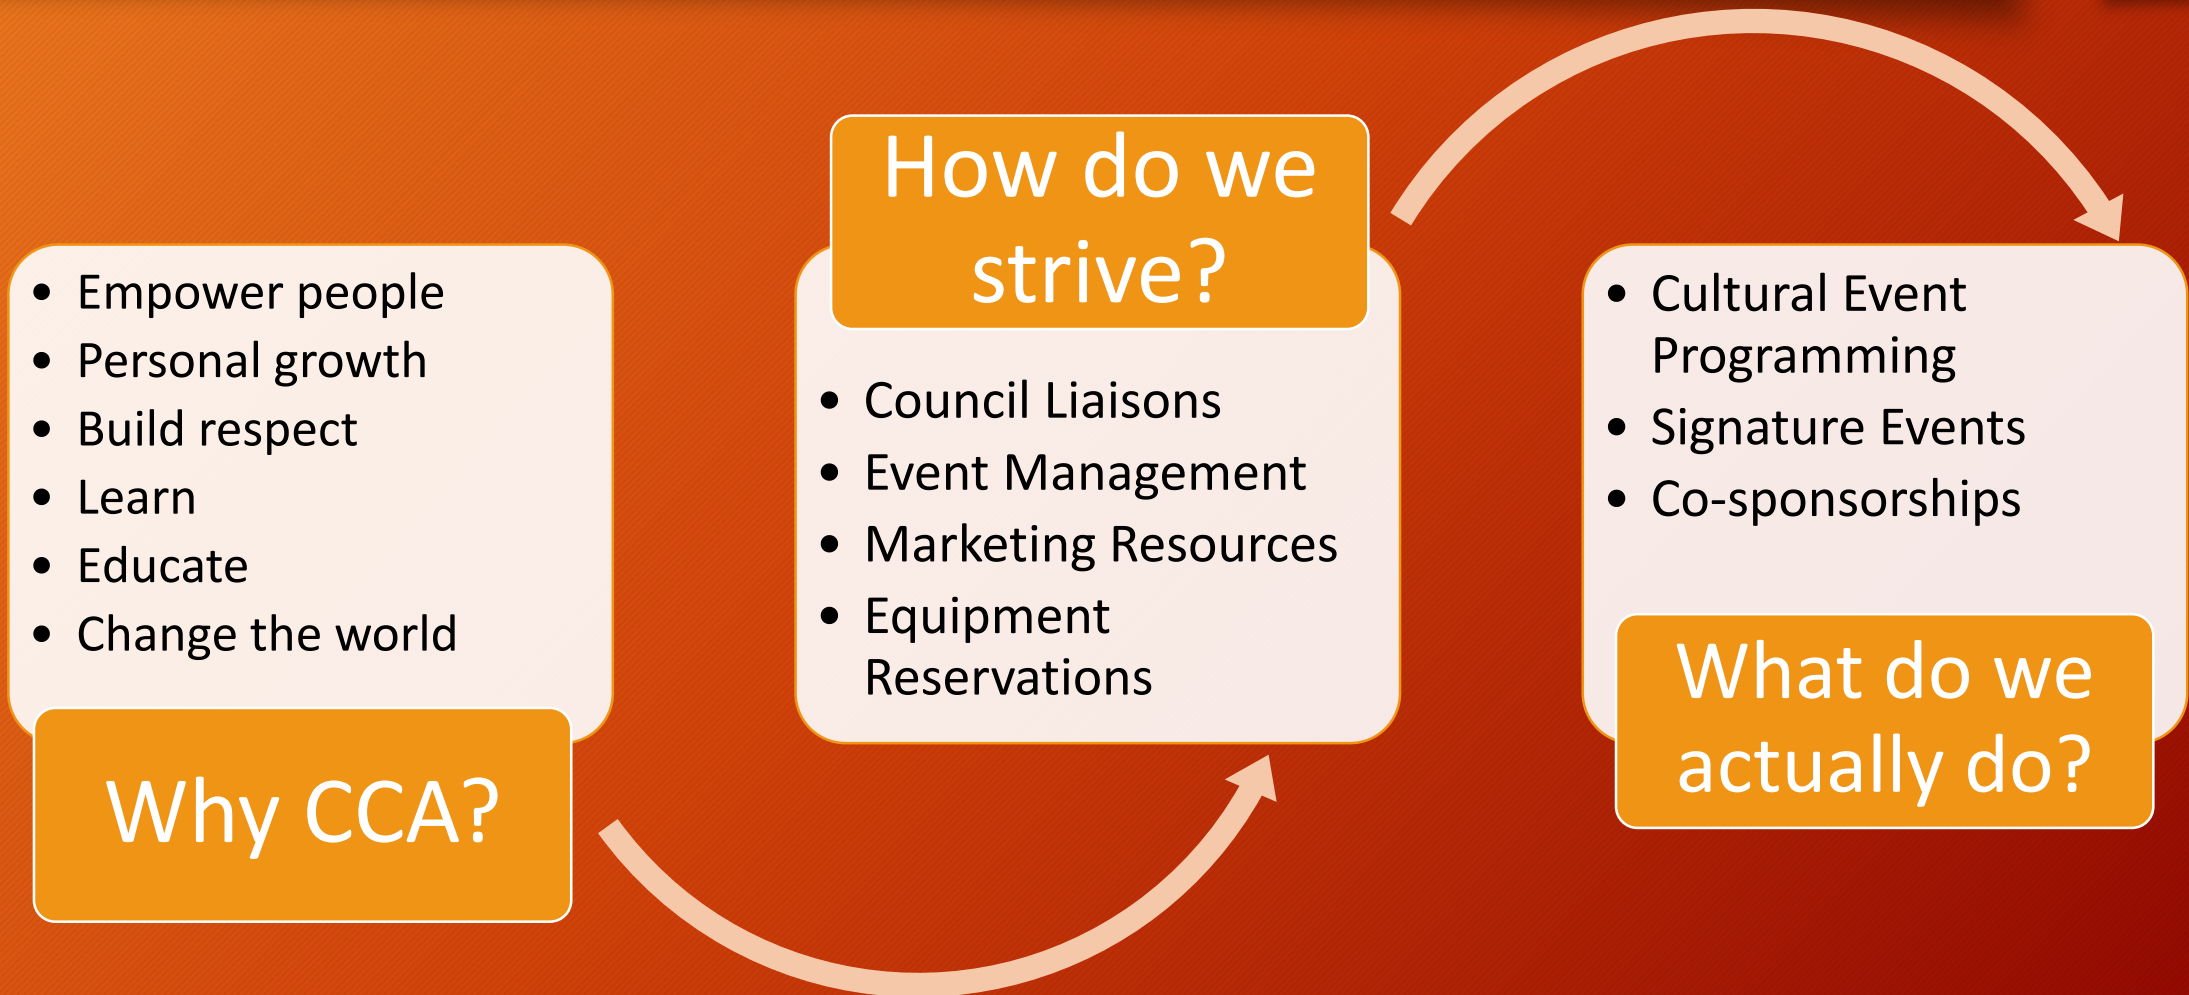 • Empower people
• Personal growth
• Build respect
• Learn
• Educate
• Change the world
Why CCA?
How do we
strive?
• Council Liaisons
• Event Management
• Marketing Resources
• Equipment
Reservations
• Cultural Event
Programming
• Signature Events
• Co-sponsorships
What do we
actually do?